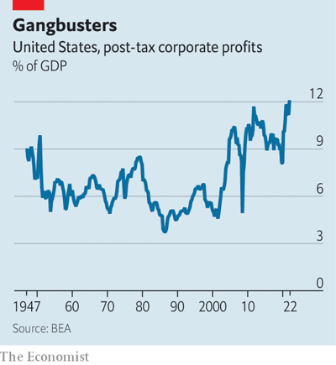 Gangbusters
United States, post-tax corporate profits
% of GDP
12
9
6
3
0
1947 60 70 80 90 2000 10 22
Source: BEA
The Economist